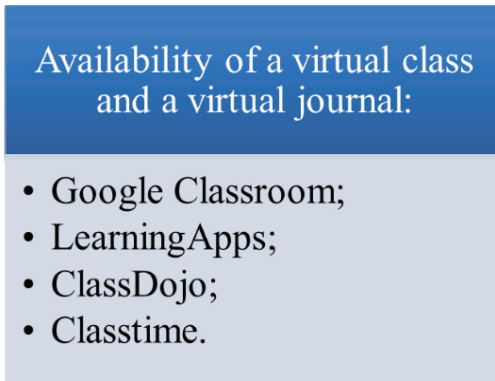 Availability of a virtual class
and a virtual journal:
• Google Classroom;
• LearningApps;
• ClassDojo;
• Classtime.